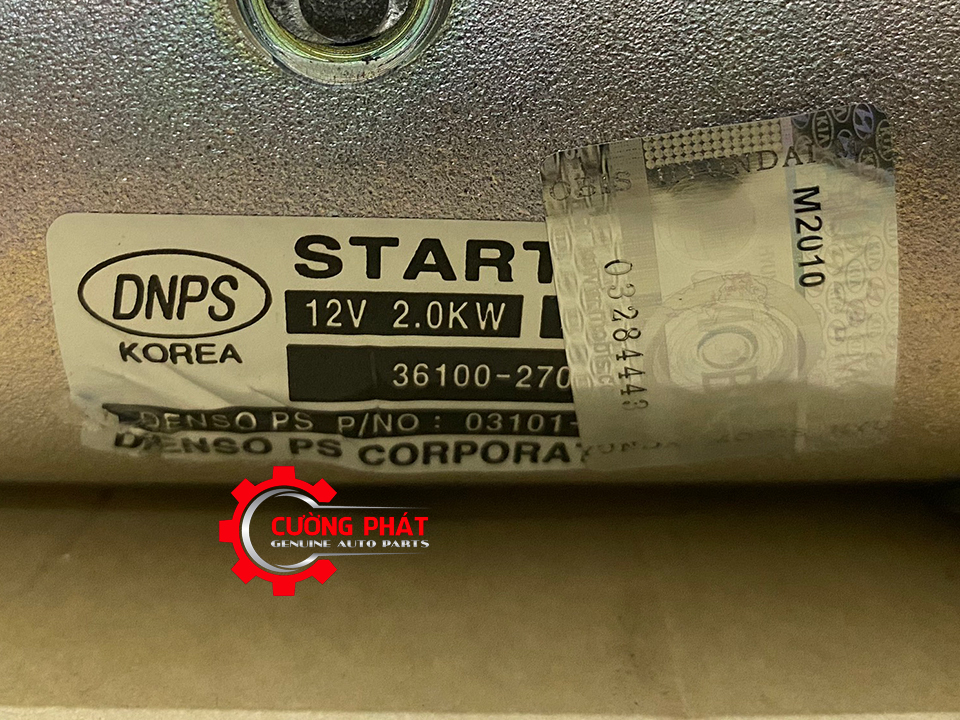 START
DNPS
12V 2.0KW
KOREA
36100-270
DENSO PS P/NO: 03101-
DENSO PS CORPORA
M2010
03284443
CƯỜNG PHÁT
GENUINE AUTO PARTS